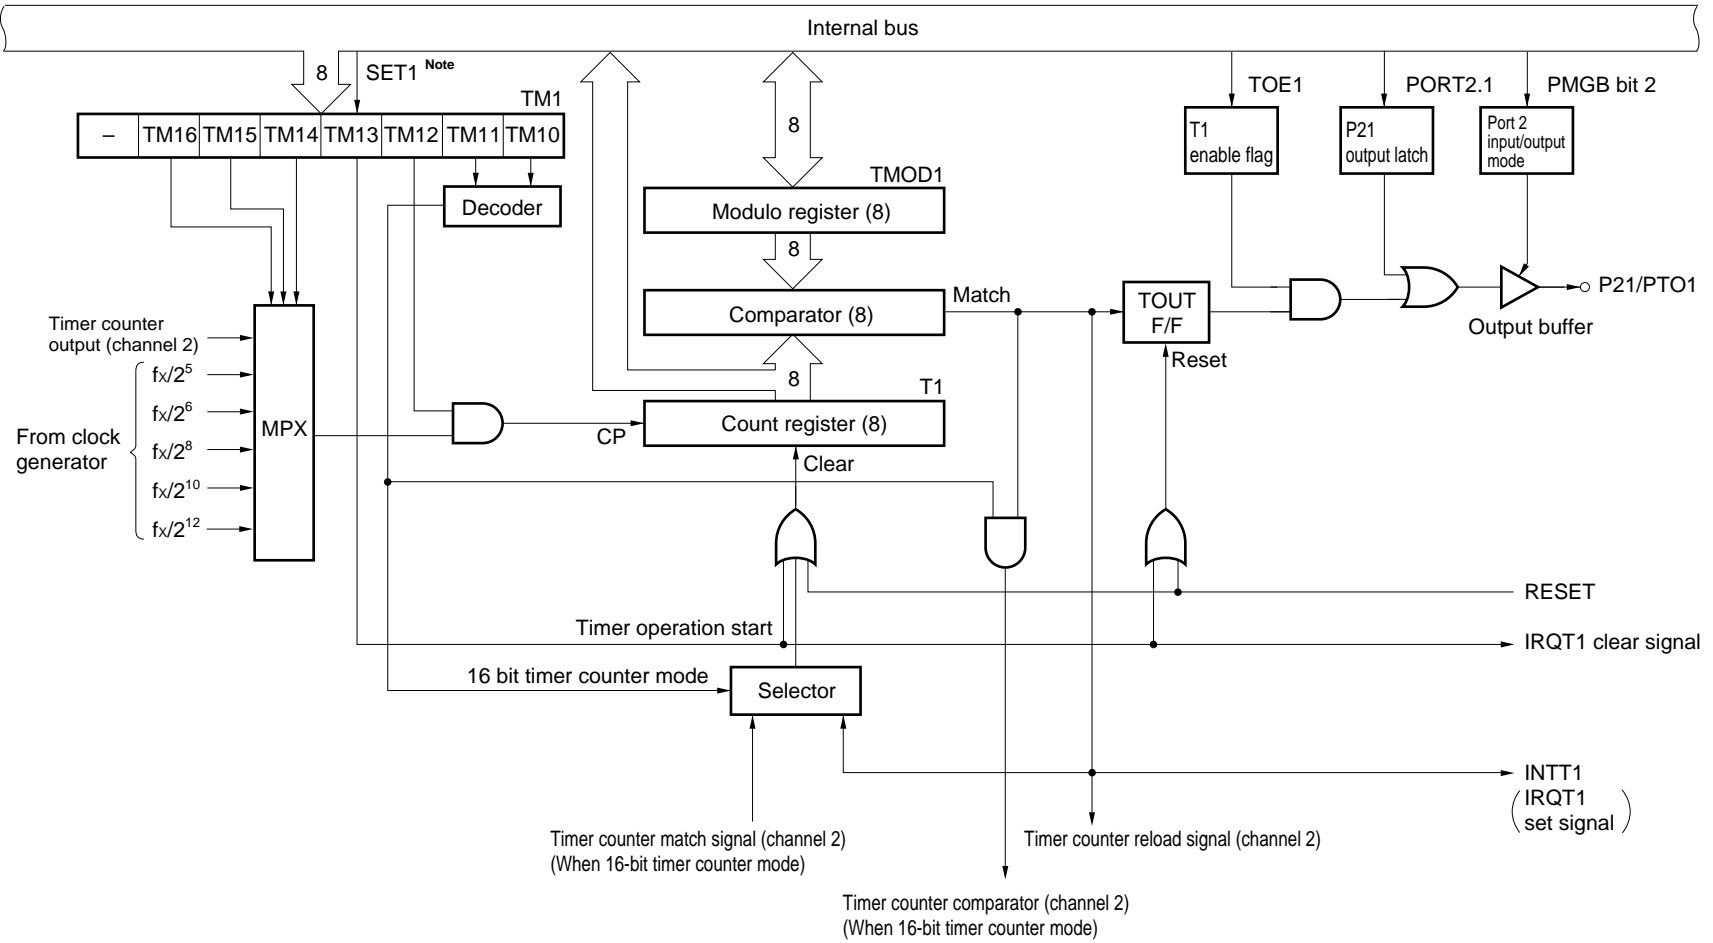 Internal bus
8
SET1 Note
TOE1
PORT2.1
PMGB bit 2
TM1
– TM16 TM15 TM14 TM13 TM12 TM11 TM10
8
T1
enable flag
P21
output latch
Port 2
input/output
mode
TMOD1
Decoder
Modulo register (8)
8
Match
P21/PTO1
Timer counter
output (channel 2)
Comparator (8)
TOUT
F/F
Output buffer
Reset
fx/2^5
8
T1
fx/2^6
From clock
generator
MPX
CP
Count register (8)
fx/2^8
Clear
fx/2^10
fx/2^12
RESET
Timer operation start
IRQT1 clear signal
16 bit timer counter mode
Selector
INTT1
(IRQT1
set signal)
Timer counter match signal (channel 2)
(When 16-bit timer counter mode)
Timer counter reload signal (channel 2)
Timer counter comparator (channel 2)
(When 16-bit timer counter mode)